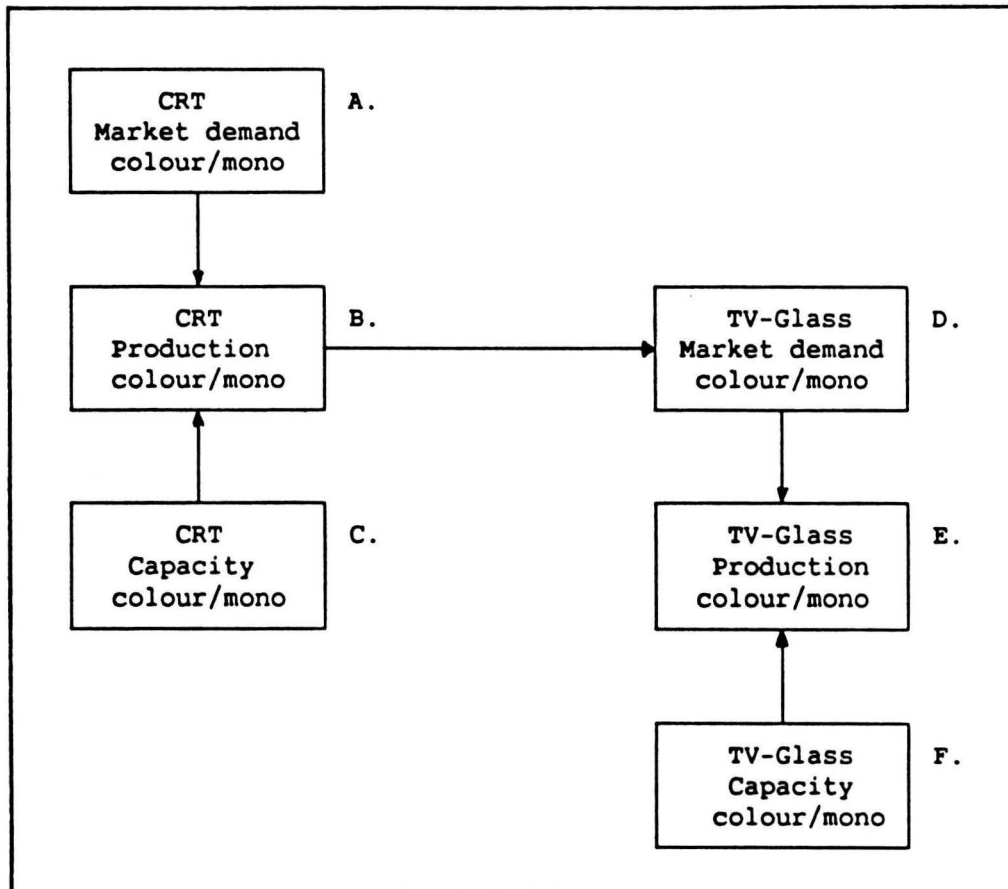 CRT
Market demand
colour/mono
A.
CRT
Production
colour/mono
B.
CRT
Capacity
colour/mono
C.
TV-Glass
Market demand
colour/mono
D.
TV-Glass
Production
colour/mono
E.
TV-Glass
Capacity
colour/mono
F.